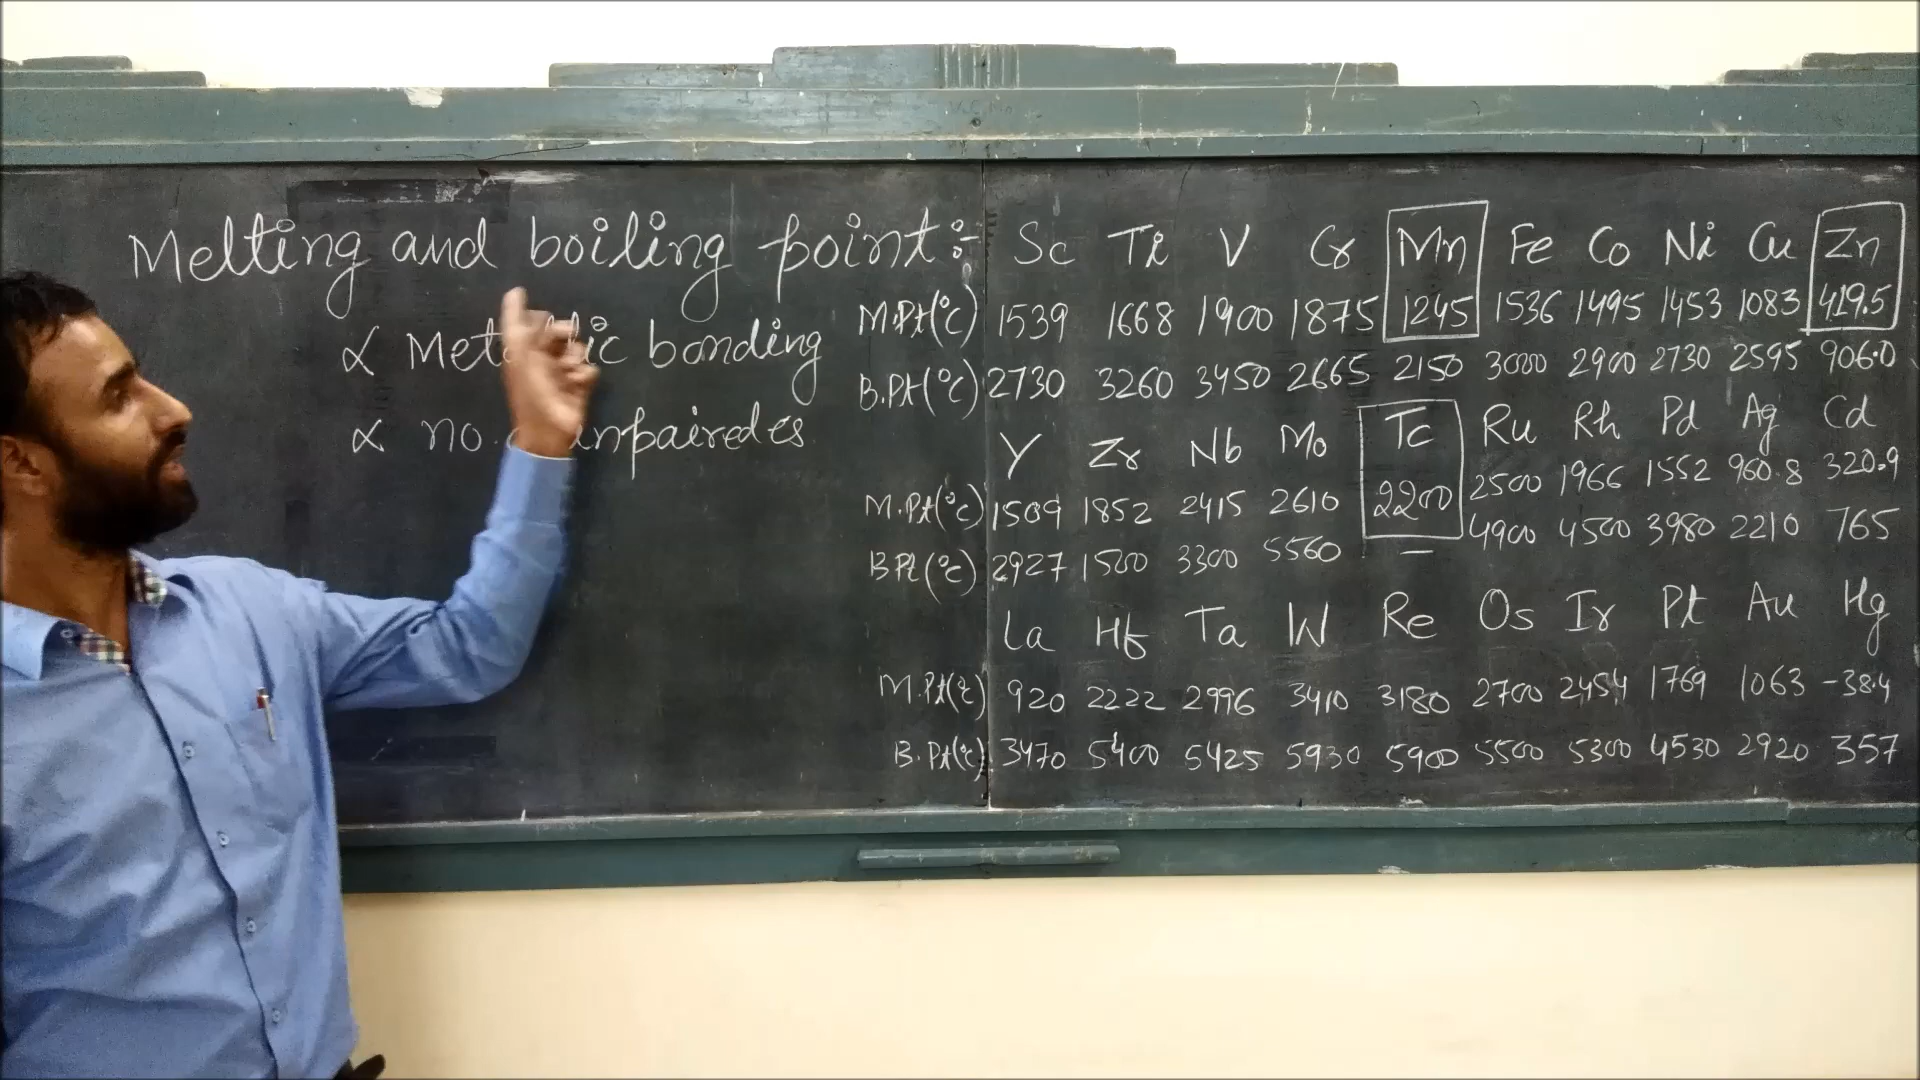 Melting and boiling point:-
∝ Metallic bonding
∝ no. of unpaired es
Sc Ti V Cr Mn Fe Co Ni Cu Zn
M.Pt(°C) 1539 1668 1900 1875 1245 1536 1495 1453 1083 419.5
B.Pt(°C) 2730 3260 3450 2665 2150 3000 2900 2730 2595 906.0
Y Zr Nb Mo Tc Ru Rh Pd Ag Cd
M.Pt(°C) 1509 1852 2415 2610 2200 2500 1966 1552 960.8 320.9
B Pt(°C) 2927 1500 3300 5560 – 4900 4500 3980 2210 765
La Hf Ta W Re Os Ir Pt Au Hg
M.Pt(°C) 920 2222 2996 3410 3180 2700 2454 1769 1063 -38.4
B.Pt(°C) 3470 5400 5425 5930 5900 5500 5300 4530 2920 357